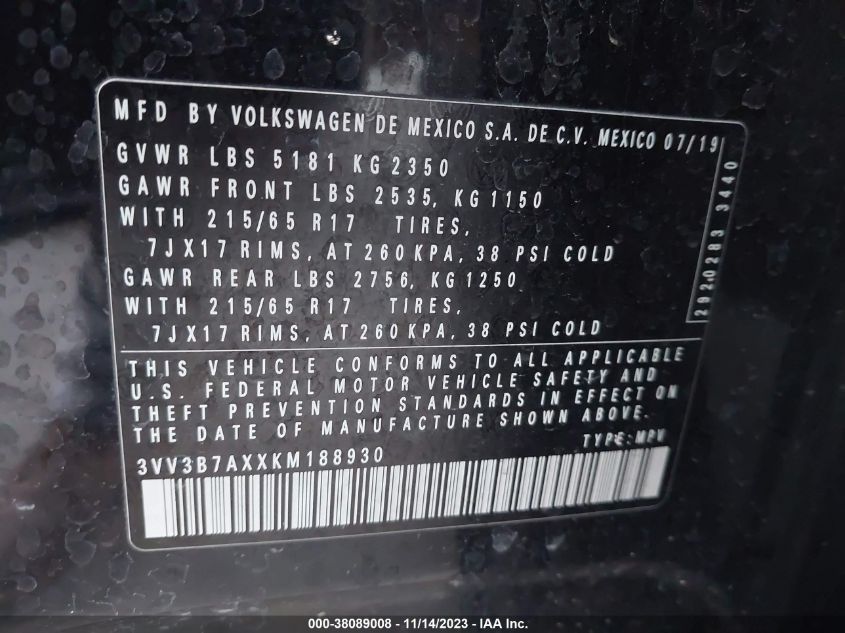 MFD BY VOLKSWAGEN DE MEXICO S.A. DE C.V. MEXICO 07/19
GVWR LBS 5181 KG 2350
GAWR FRONT LBS 2535, KG 1150
WITH 215/65 R17 TIRES,
7JX17 RIMS, AT 260 KPA, 38 PSI COLD
GAWR REAR LBS 2756, KG 1250
WITH 215/65 R17 TIRES,
7JX17 RIMS, AT 260 KPA, 38 PSI COLD
292 0283 3440
THIS VEHICLE CONFORMS TO ALL APPLICABLE
U.S. FEDERAL MOTOR VEHICLE SAFETY AND
THEFT PREVENTION STANDARDS IN EFFECT ON
THE DATE OF MANUFACTURE SHOWN ABOVE.
TYPE: MPV
3VV3B7AXXKM188930
000-38089008 - 11/14/2023 - IAA Inc.